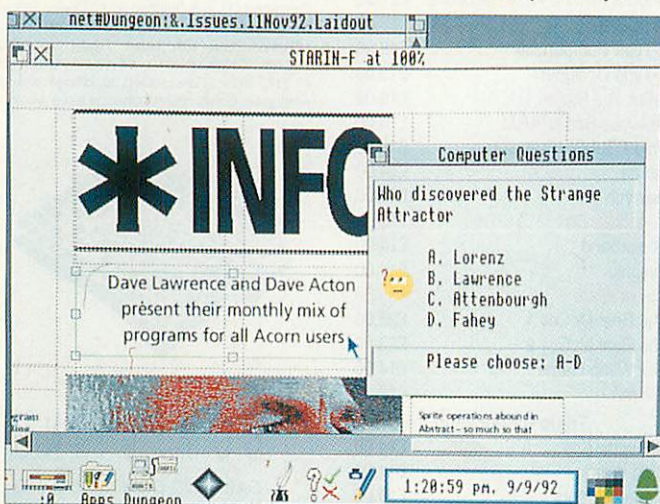 net#Dungeon:&.Issues.11Nov92.Laidout
STARIN-F at 100%
*INFO
Dave Lawrence and Dave Acton
present their monthly mix of
programs for all Acorn users
Computer Questions
Who discovered the Strange
Attractor
A. Lorenz
B. Lawrence
C. Attenbourgh
D. Fahey
Please choose: A-D
gram
Sprite operations abound in
Abstract – so much so that
:0 Apps Dungeon
1:20:59 pm, 9/9/92